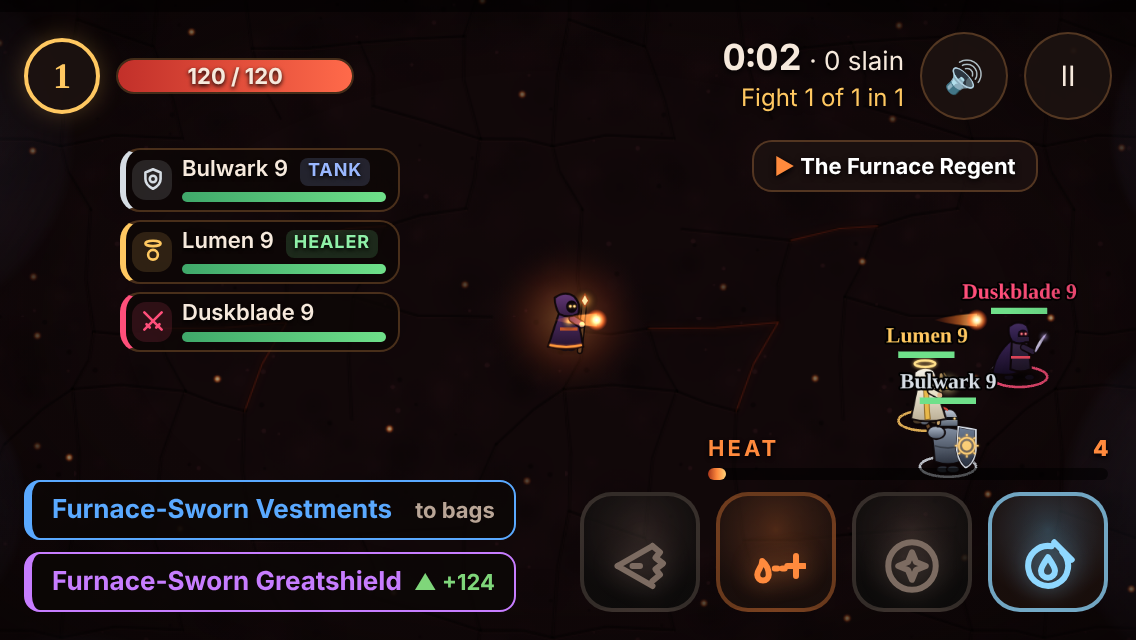 1
120 / 120
0:02 · 0 slain
Fight 1 of 1 in 1
The Furnace Regent
Bulwark 9 TANK
Lumen 9 HEALER
Duskblade 9
Duskblade 9
Lumen 9
Bulwark 9
HEAT 4
Furnace-Sworn Vestments to bags
Furnace-Sworn Greatshield ▲ +124